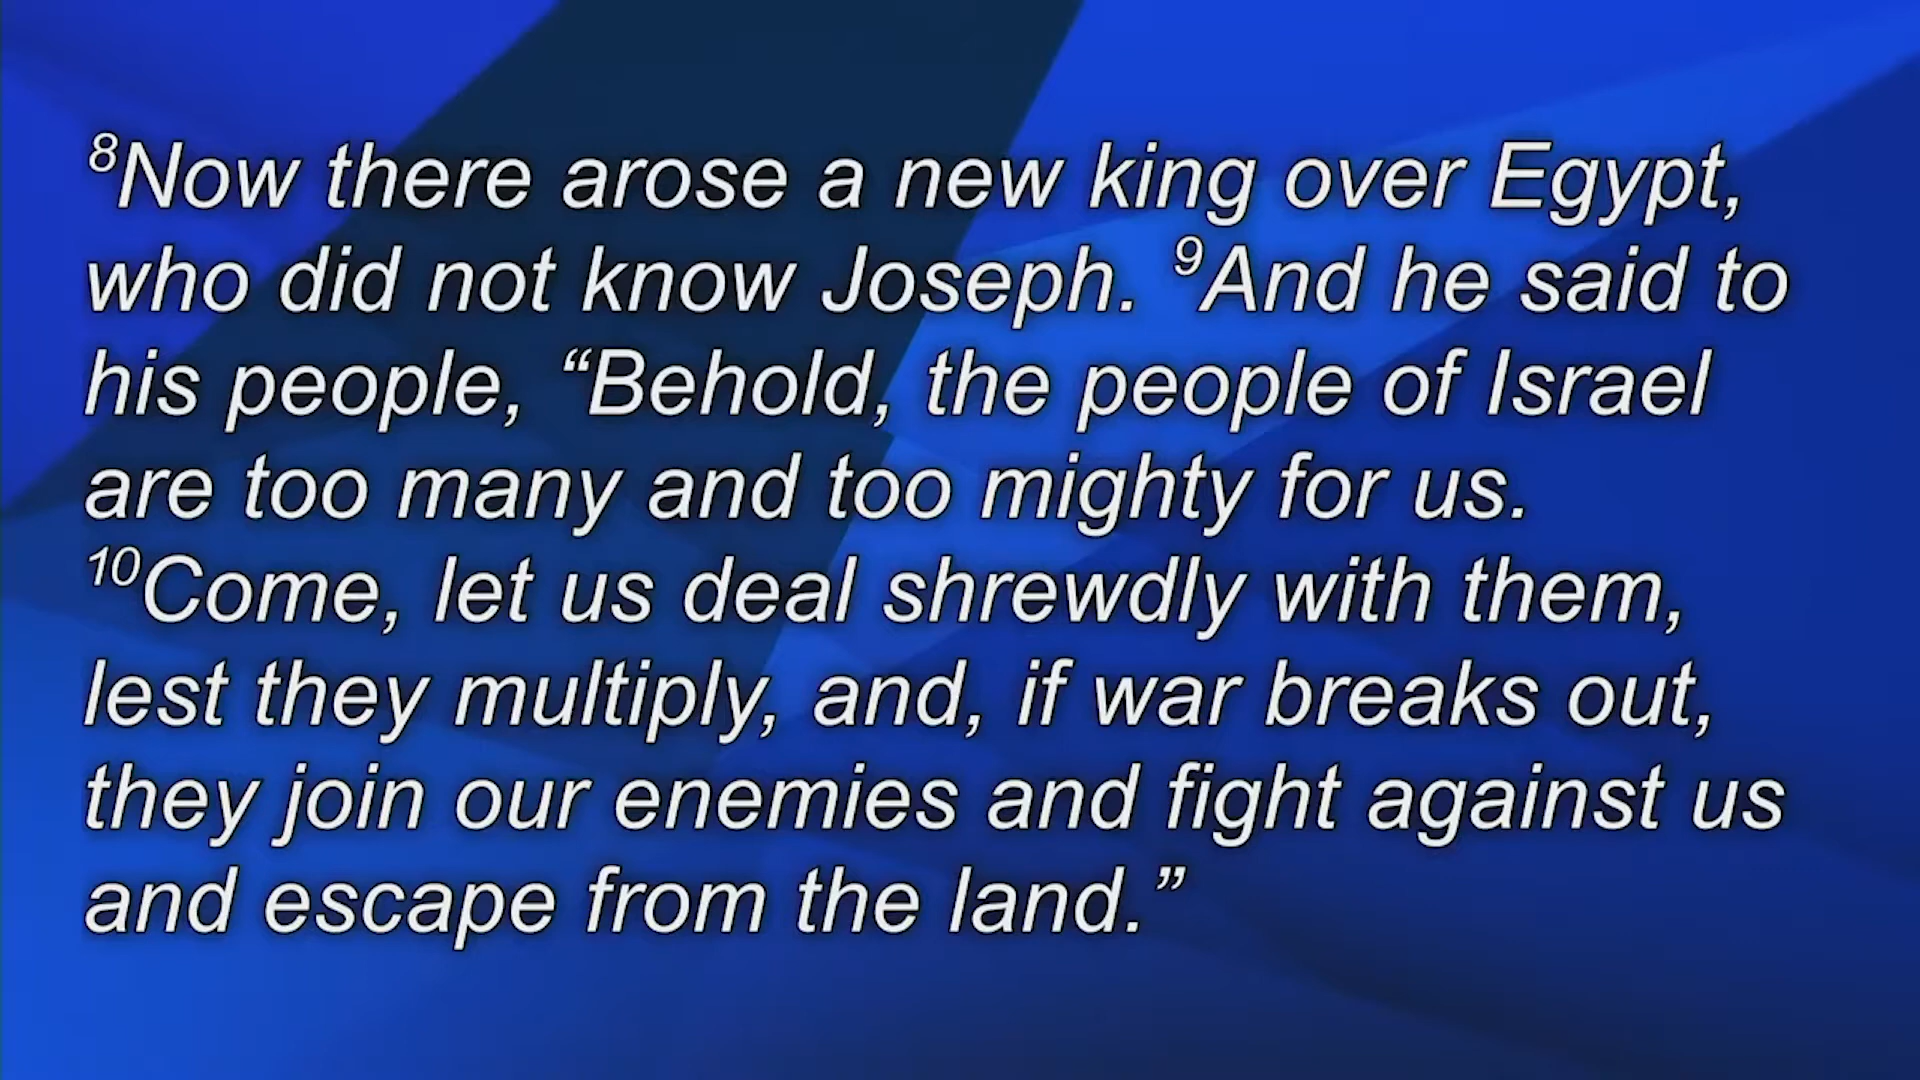 ⁸Now there arose a new king over Egypt,
who did not know Joseph. ⁹And he said to
his people, “Behold, the people of Israel
are too many and too mighty for us.
¹⁰Come, let us deal shrewdly with them,
lest they multiply, and, if war breaks out,
they join our enemies and fight against us
and escape from the land.”